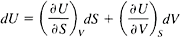 dU = (∂U/∂S)_V dS + (∂U/∂V)_S dV